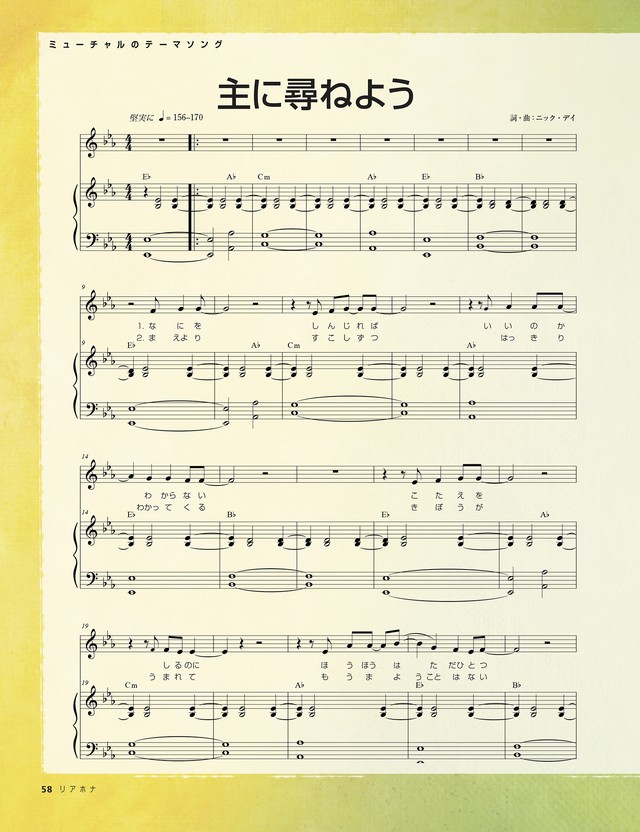 ミューチャルのテーマソング
主に尋ねよう
堅実に ♩= 156–170
詞・曲：ニック・デイ
E♭ A♭ Cm A♭ E♭ B♭
9
1. な に を し ん じ れ ば い い の か
2. ま え よ り す こ し ず つ は っ き り
9
E♭ A♭ Cm A♭
14
わ か ら な い こ た え を
わ か っ て く る き ぼ う が
14
A♭ B♭ E♭ A♭
19
し る の に ほ う ほ う は た だ ひ と つ
う ま れ て も う ま よ う こ と は な い
19
Cm A♭ E♭ B♭
58 リアホナ